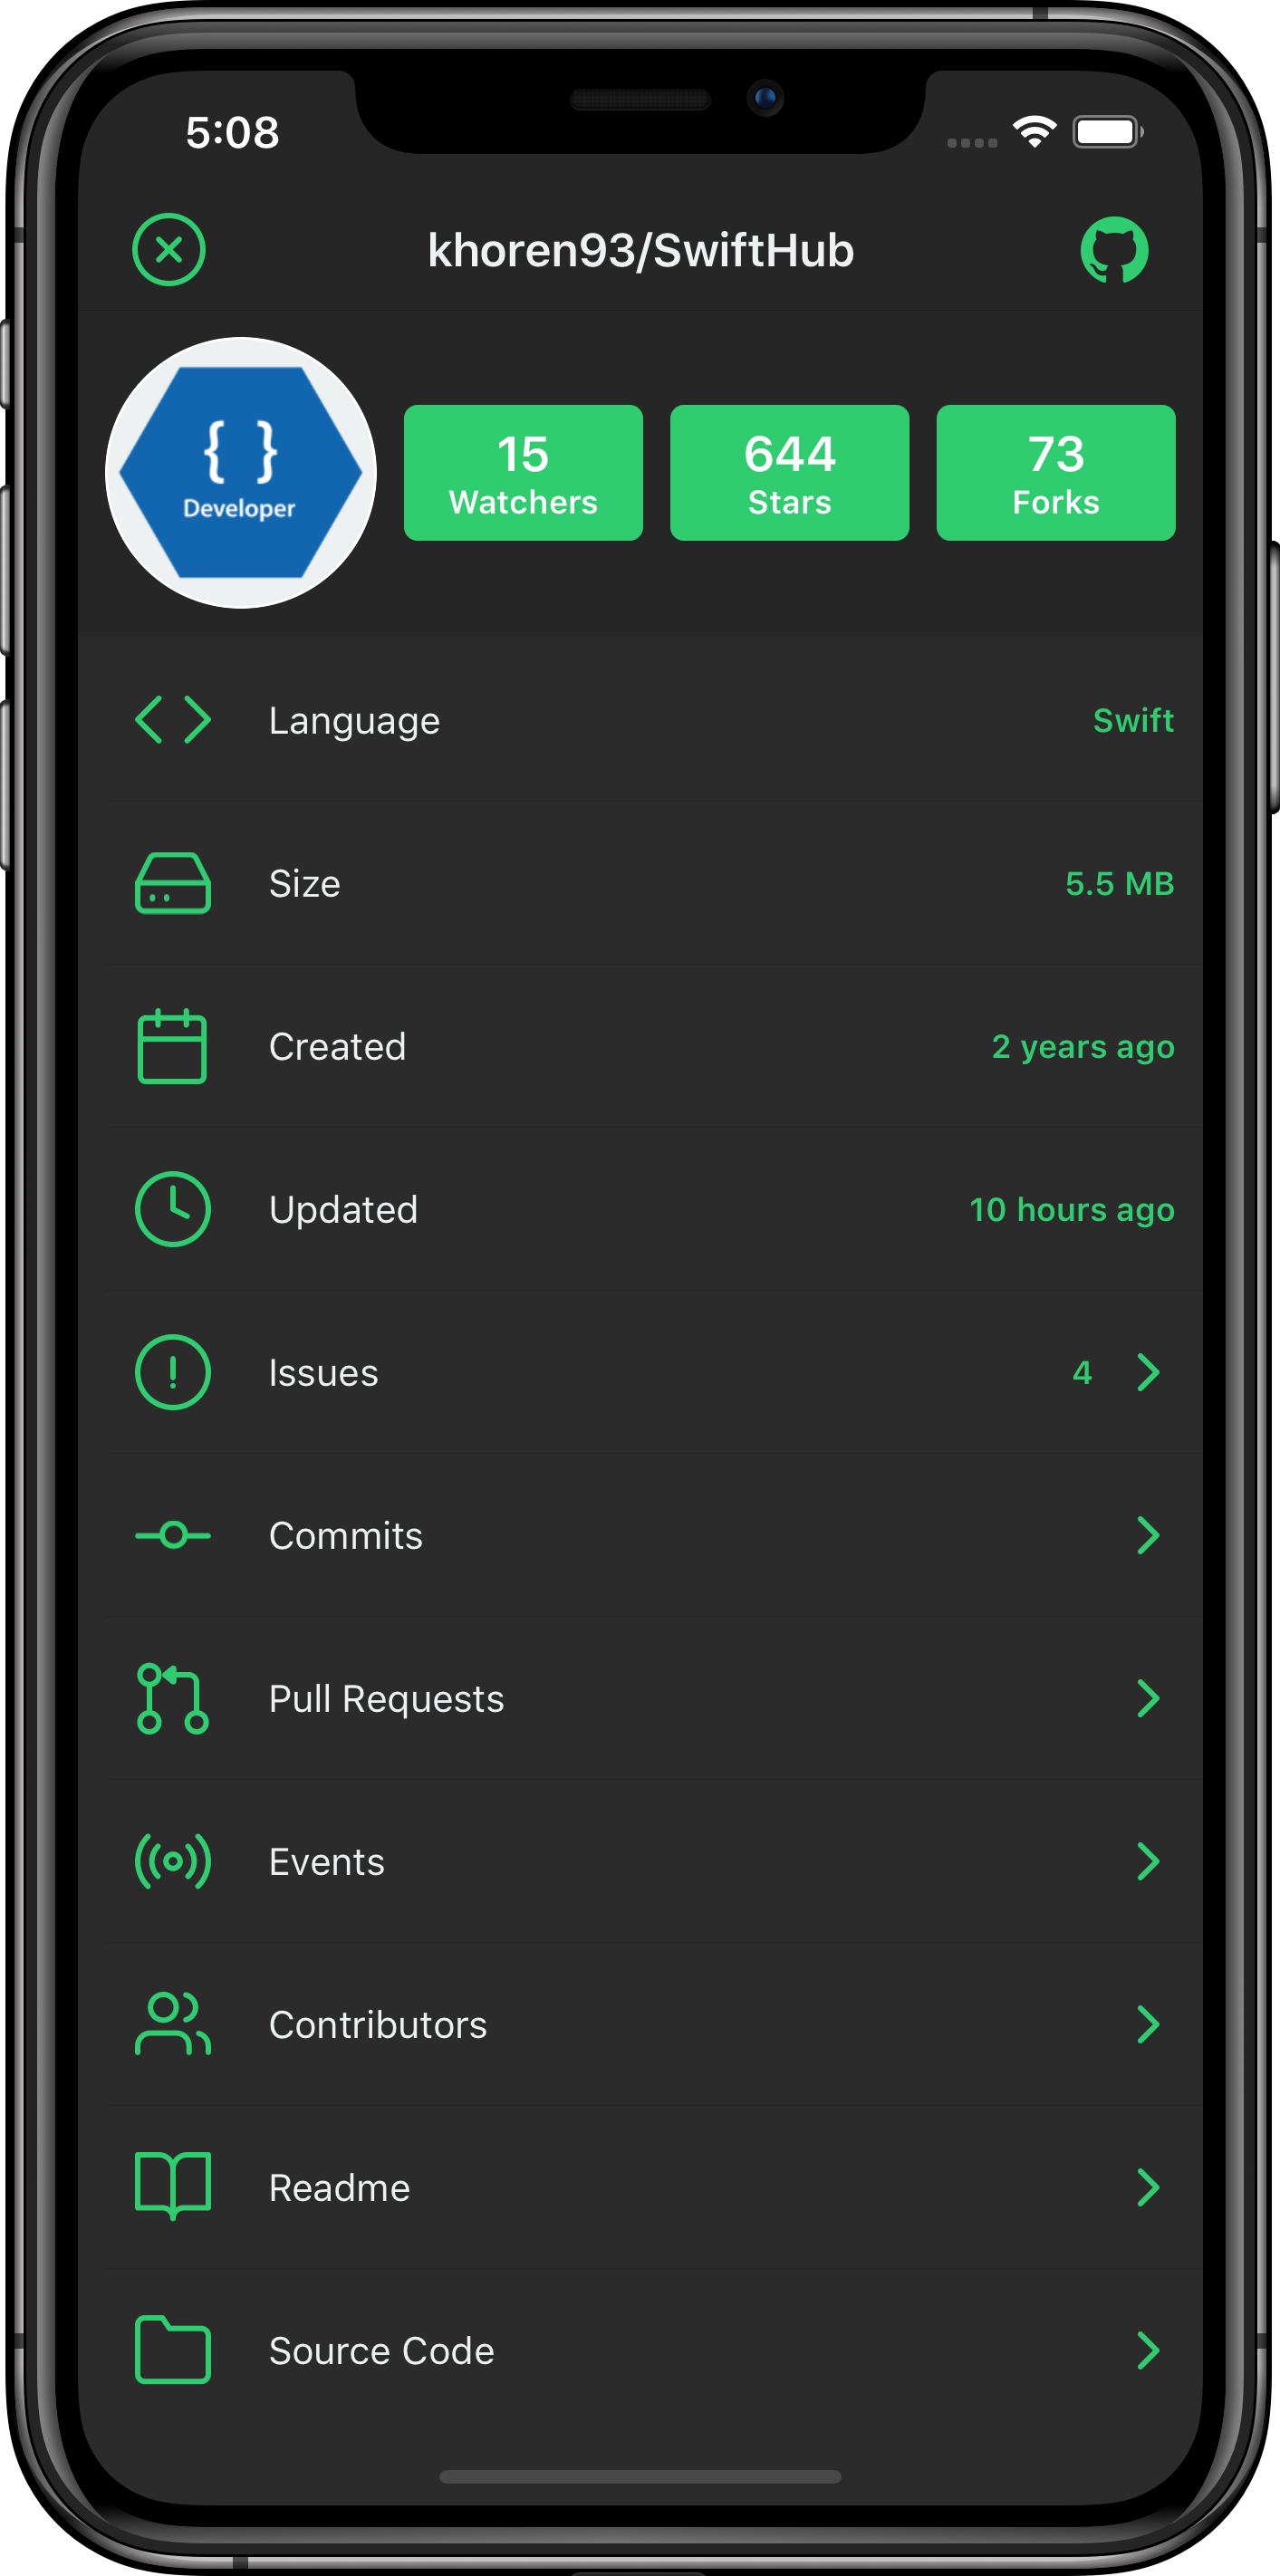 5:08
khoren93/SwiftHub
{ }
Developer
15
Watchers
644
Stars
73
Forks
Language
Swift
Size
5.5 MB
Created
2 years ago
Updated
10 hours ago
Issues
4
Commits
Pull Requests
Events
Contributors
Readme
Source Code